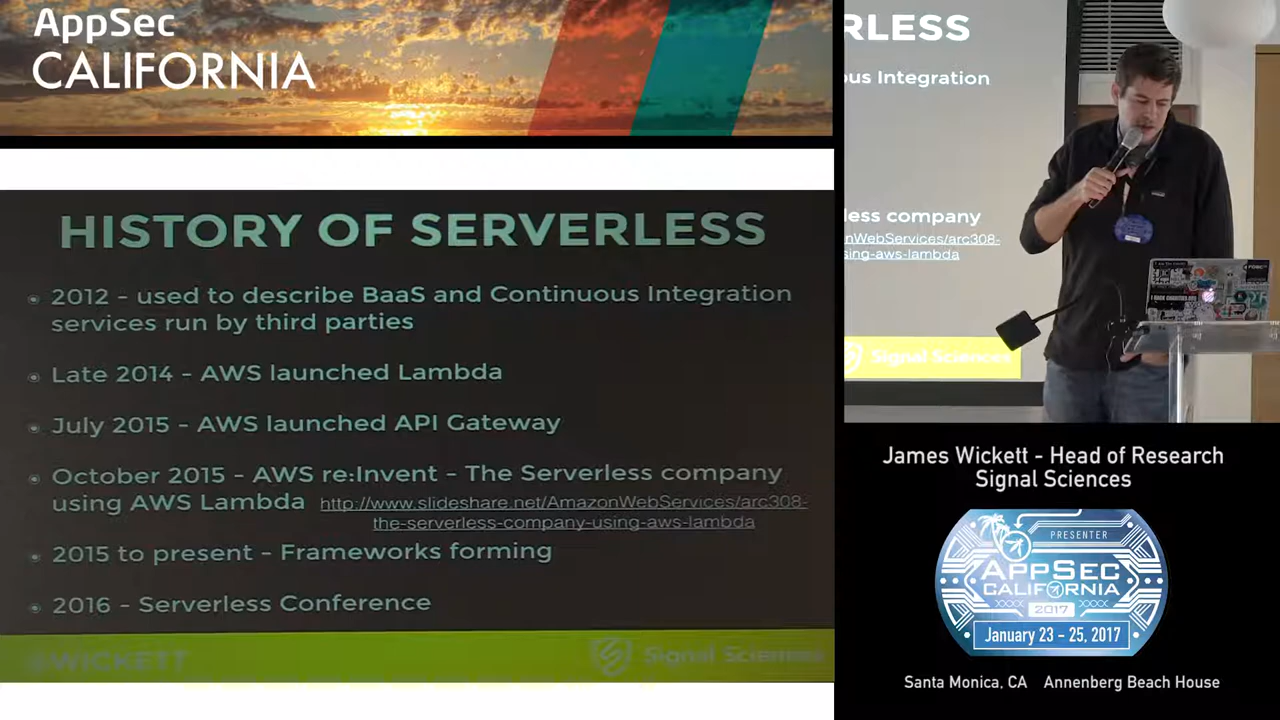 AppSec
CALIFORNIA
HISTORY OF SERVERLESS
2012 - used to describe BaaS and Continuous Integration
services run by third parties
Late 2014 - AWS launched Lambda
July 2015 - AWS launched API Gateway
October 2015 - AWS re:Invent - The Serverless company
using AWS Lambda http://www.slideshare.net/AmazonWebServices/arc308-
the-serverless-company-using-aws-lambda
2015 to present - Frameworks forming
2016 - Serverless Conference
@WICKETT
Signal Sciences
RLESS
ous Integration
less company
nWebServices/arc308-
sing-aws-lambda
Signal Sciences
James Wickett - Head of Research
Signal Sciences
PRESENTER
APPSEC
CALIFORNIA
2017
January 23 - 25, 2017
Santa Monica, CA Annenberg Beach House